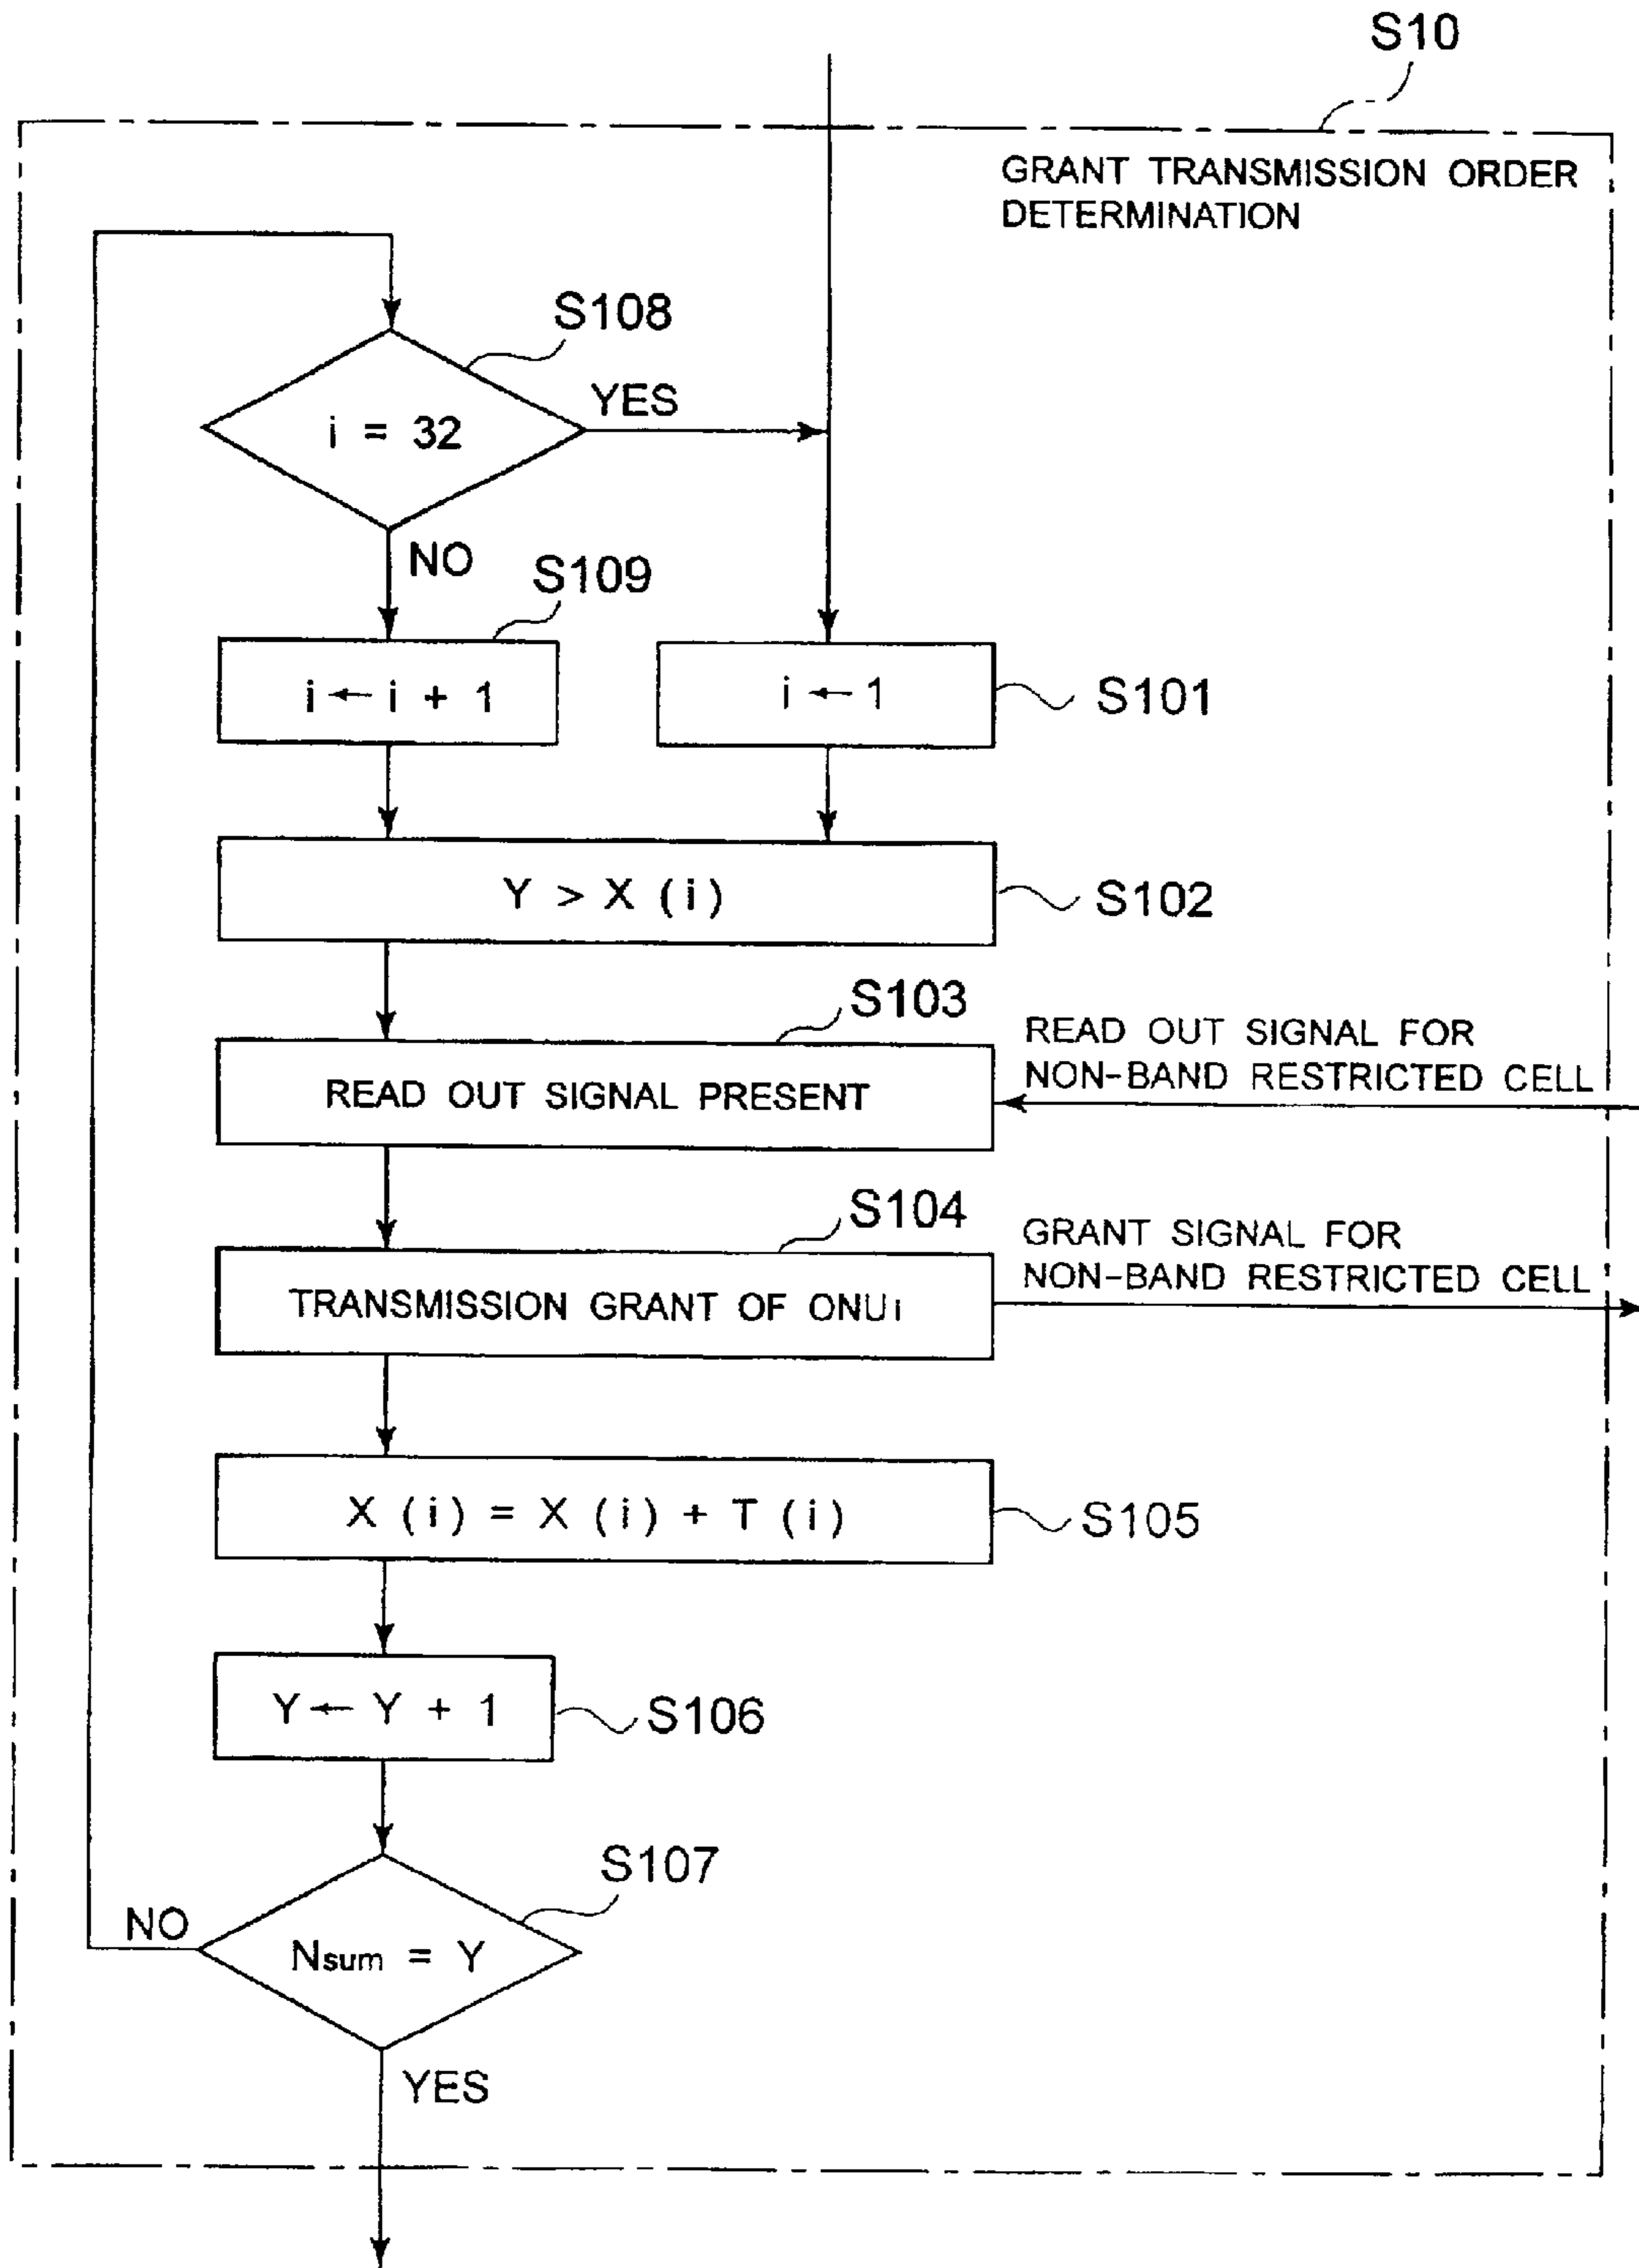 S10
GRANT TRANSMISSION ORDER
DETERMINATION
S108
i = 32
YES
NO
S109
i ← i + 1
i ← 1
S101
Y > X (i)
S102
S103
READ OUT SIGNAL PRESENT
READ OUT SIGNAL FOR
NON-BAND RESTRICTED CELL
S104
TRANSMISSION GRANT OF ONUi
GRANT SIGNAL FOR
NON-BAND RESTRICTED CELL
X (i) = X (i) + T (i)
S105
Y ← Y + 1
S106
S107
NO
Nsum = Y
YES